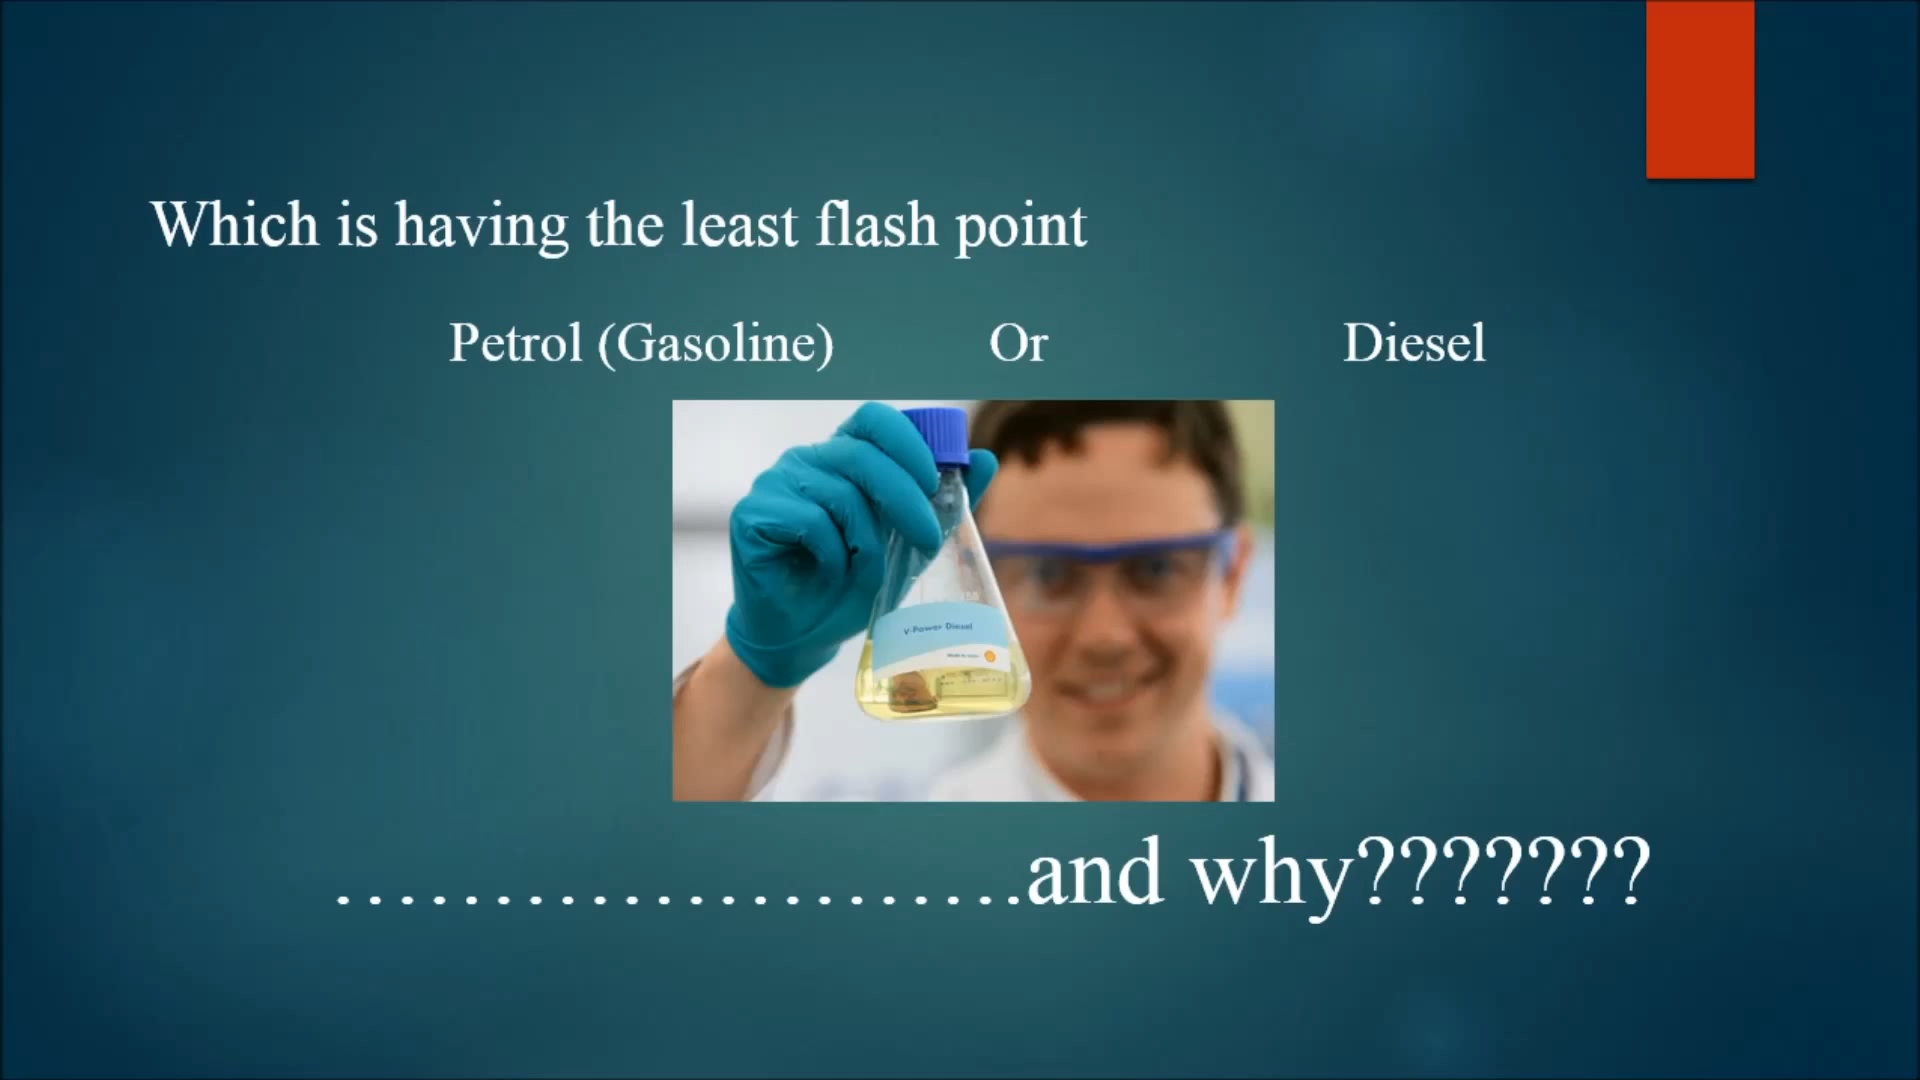 Which is having the least flash point
Petrol (Gasoline) Or Diesel
V-Power Diesel
......................and why???????